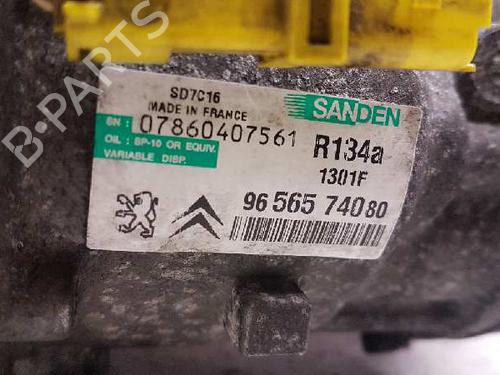 SD7C16
MADE IN FRANCE
SANDEN
SN: 07860407561
R134a
OIL: SP-10 OR EQUIV.
VARIABLE DISP.
1301F
96 565 740 80
B-PARTS